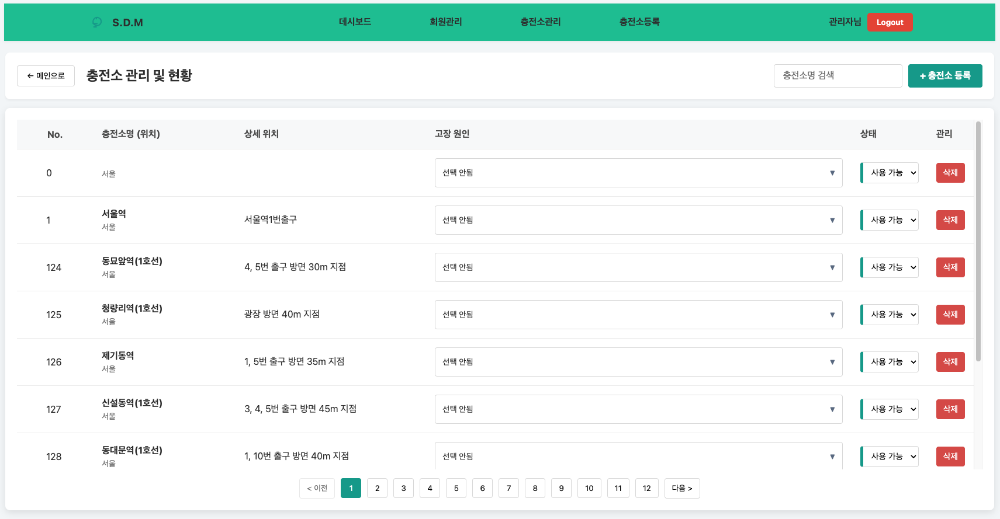 S.D.M 데시보드 회원관리 충전소관리 충전소등록 관리자님 Logout
← 메인으로 충전소 관리 및 현황 충전소명 검색 + 충전소 등록
No. 충전소명 (위치) 상세 위치 고장 원인 상태 관리
0 서울 선택 안됨 ▼ 사용 가능 삭제
서울역
1 서울역1번출구 선택 안됨 ▼ 사용 가능 삭제
서울
동묘앞역(1호선)
124 4, 5번 출구 방면 30m 지점 선택 안됨 ▼ 사용 가능 삭제
서울
청량리역(1호선)
125 광장 방면 40m 지점 선택 안됨 ▼ 사용 가능 삭제
서울
제기동역
126 1, 5번 출구 방면 35m 지점 선택 안됨 ▼ 사용 가능 삭제
서울
신설동역(1호선)
127 3, 4, 5번 출구 방면 45m 지점 선택 안됨 ▼ 사용 가능 삭제
서울
동대문역(1호선)
128 1, 10번 출구 방면 40m 지점 선택 안됨 ▼ 사용 가능 삭제
서울
< 이전 1 2 3 4 5 6 7 8 9 10 11 12 다음 >